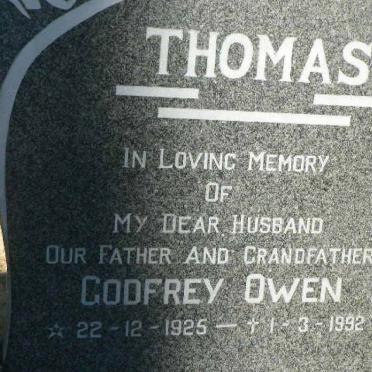 THOMAS
IN LOVING MEMORY
OF
MY DEAR HUSBAND
OUR FATHER AND GRANDFATHER
GODFREY OWEN
☆ 22-12-1925 — † 1-3-1992